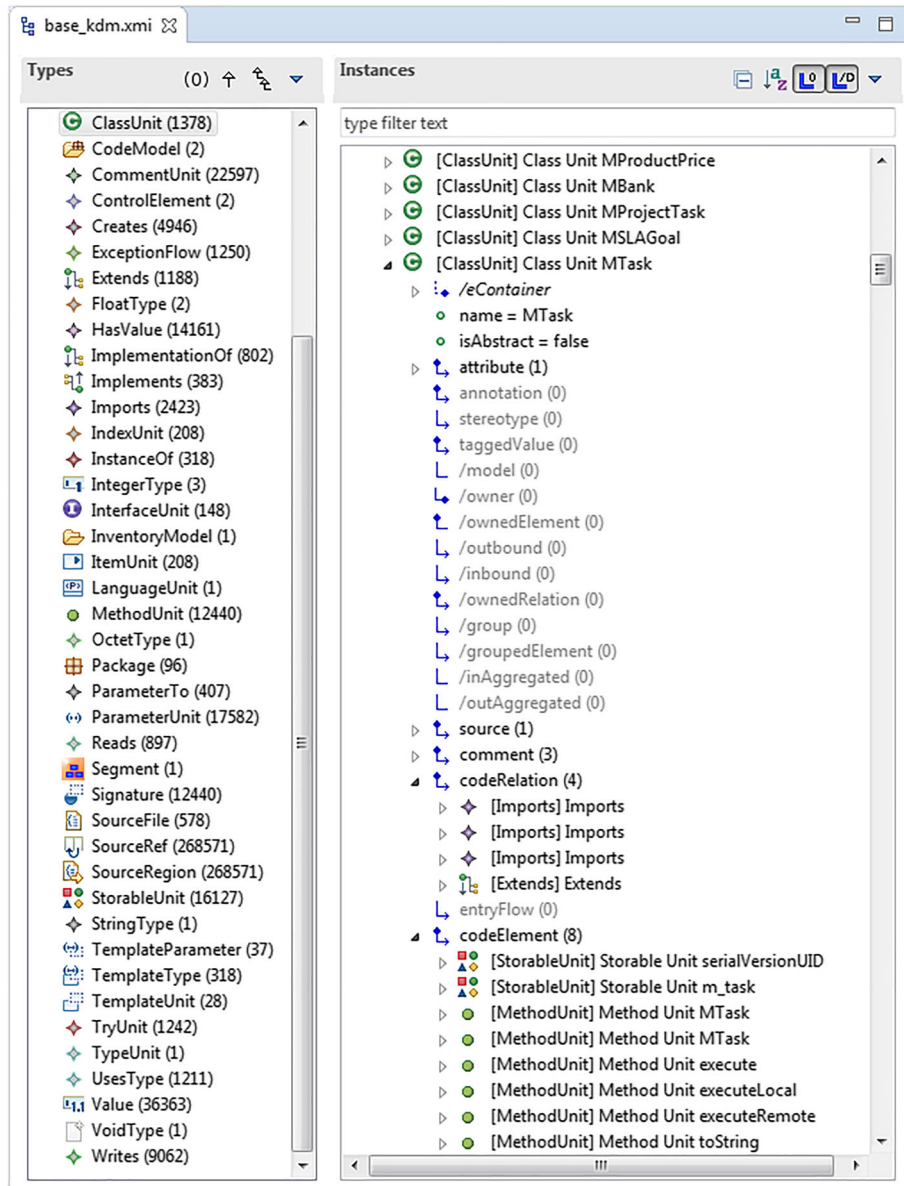 base_kdm.xmi
Types
(0)
ClassUnit (1378)
CodeModel (2)
CommentUnit (22597)
ControlElement (2)
Creates (4946)
ExceptionFlow (1250)
Extends (1188)
FloatType (2)
HasValue (14161)
ImplementationOf (802)
Implements (383)
Imports (2423)
IndexUnit (208)
InstanceOf (318)
IntegerType (3)
InterfaceUnit (148)
InventoryModel (1)
ItemUnit (208)
LanguageUnit (1)
MethodUnit (12440)
OctetType (1)
Package (96)
ParameterTo (407)
ParameterUnit (17582)
Reads (897)
Segment (1)
Signature (12440)
SourceFile (578)
SourceRef (268571)
SourceRegion (268571)
StorableUnit (16127)
StringType (1)
TemplateParameter (37)
TemplateType (318)
TemplateUnit (28)
TryUnit (1242)
TypeUnit (1)
UsesType (1211)
Value (36363)
VoidType (1)
Writes (9062)
Instances
type filter text
[ClassUnit] Class Unit MProductPrice
[ClassUnit] Class Unit MBank
[ClassUnit] Class Unit MProjectTask
[ClassUnit] Class Unit MSLAGoal
[ClassUnit] Class Unit MTask
/eContainer
name = MTask
isAbstract = false
attribute (1)
annotation (0)
stereotype (0)
taggedValue (0)
/model (0)
/owner (0)
/ownedElement (0)
/outbound (0)
/inbound (0)
/ownedRelation (0)
/group (0)
/groupedElement (0)
/inAggregated (0)
/outAggregated (0)
source (1)
comment (3)
codeRelation (4)
[Imports] Imports
[Imports] Imports
[Imports] Imports
[Extends] Extends
entryFlow (0)
codeElement (8)
[StorableUnit] Storable Unit serialVersionUID
[StorableUnit] Storable Unit m_task
[MethodUnit] Method Unit MTask
[MethodUnit] Method Unit MTask
[MethodUnit] Method Unit execute
[MethodUnit] Method Unit executeLocal
[MethodUnit] Method Unit executeRemote
[MethodUnit] Method Unit toString